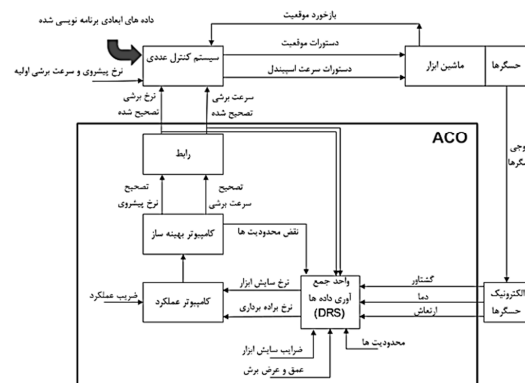 بازخورد موقعیت
داده های ابعادی برنامه نویسی شده
دستورات موقعیت
سیستم کنترل عددی
ماشین ابزار
حسگرها
نرخ پیشروی و سرعت برشی اولیه
دستورات سرعت اسپیندل
نرخ برشی
تصحیح شده
سرعت برشی
تصحیح شده
ACO
رابط
تصحیح
نرخ پیشروی
تصحیح
سرعت برشی
کامپیوتر بهینه ساز
نقض محدودیت ها
واحد جمع
آوری داده ها
(DRS)
گشتاور
دما
ارتعاش
الکترونیک
حسگرها
نرخ سایش ابزار
نرخ براده برداری
کامپیوتر عملکرد
ضریب عملکرد
محدودیت ها
ضرایب سایش ابزار
عمق و عرض برش